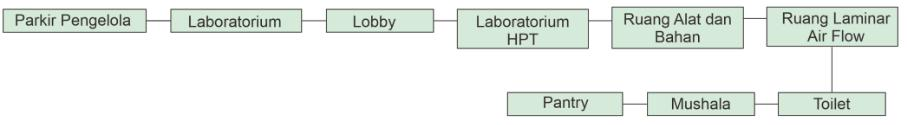 Parkir Pengelola
Laboratorium
Lobby
Laboratorium
HPT
Ruang Alat dan
Bahan
Ruang Laminar
Air Flow
Pantry
Mushala
Toilet